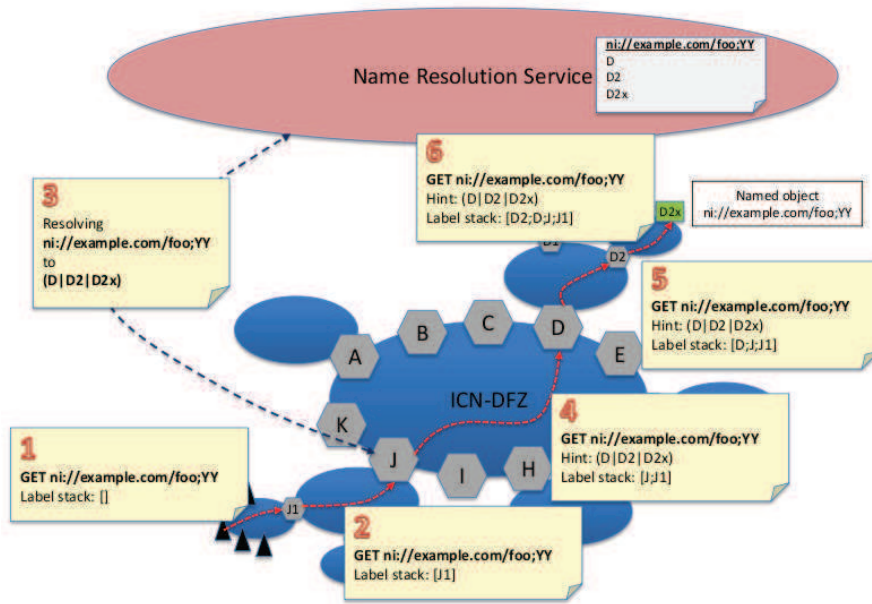 Name Resolution Service
ni://example.com/foo;YY
D
D2
D2x
6
GET ni://example.com/foo;YY
Hint: (D|D2|D2x)
Label stack: [D2;D;J;J1]
3
Resolving
ni://example.com/foo;YY
to
(D|D2|D2x)
D2x
Named object
ni://example.com/foo;YY
D1
D2
5
GET ni://example.com/foo;YY
Hint: (D|D2|D2x)
Label stack: [D;J;J1]
A
B
C
D
E
ICN-DFZ
K
J
I
H
4
GET ni://example.com/foo;YY
Hint: (D|D2|D2x)
Label stack: [J;J1]
1
GET ni://example.com/foo;YY
Label stack: []
J1
2
GET ni://example.com/foo;YY
Label stack: [J1]